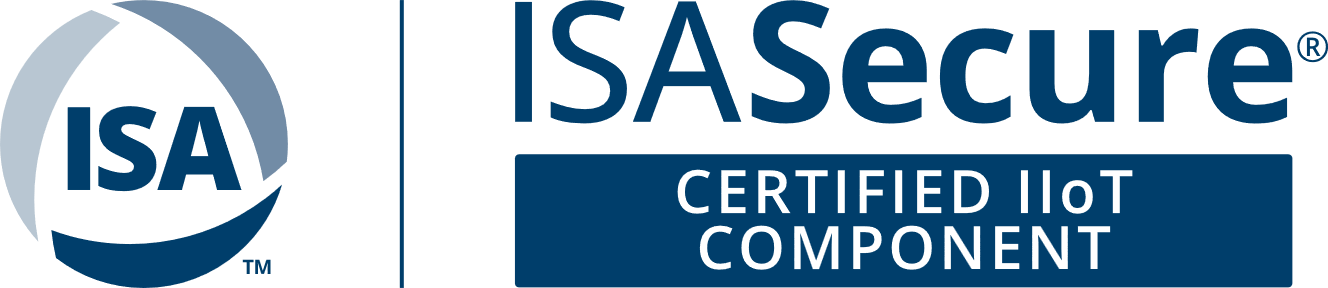 ISA
TM
ISASecure®
CERTIFIED IIoT
COMPONENT